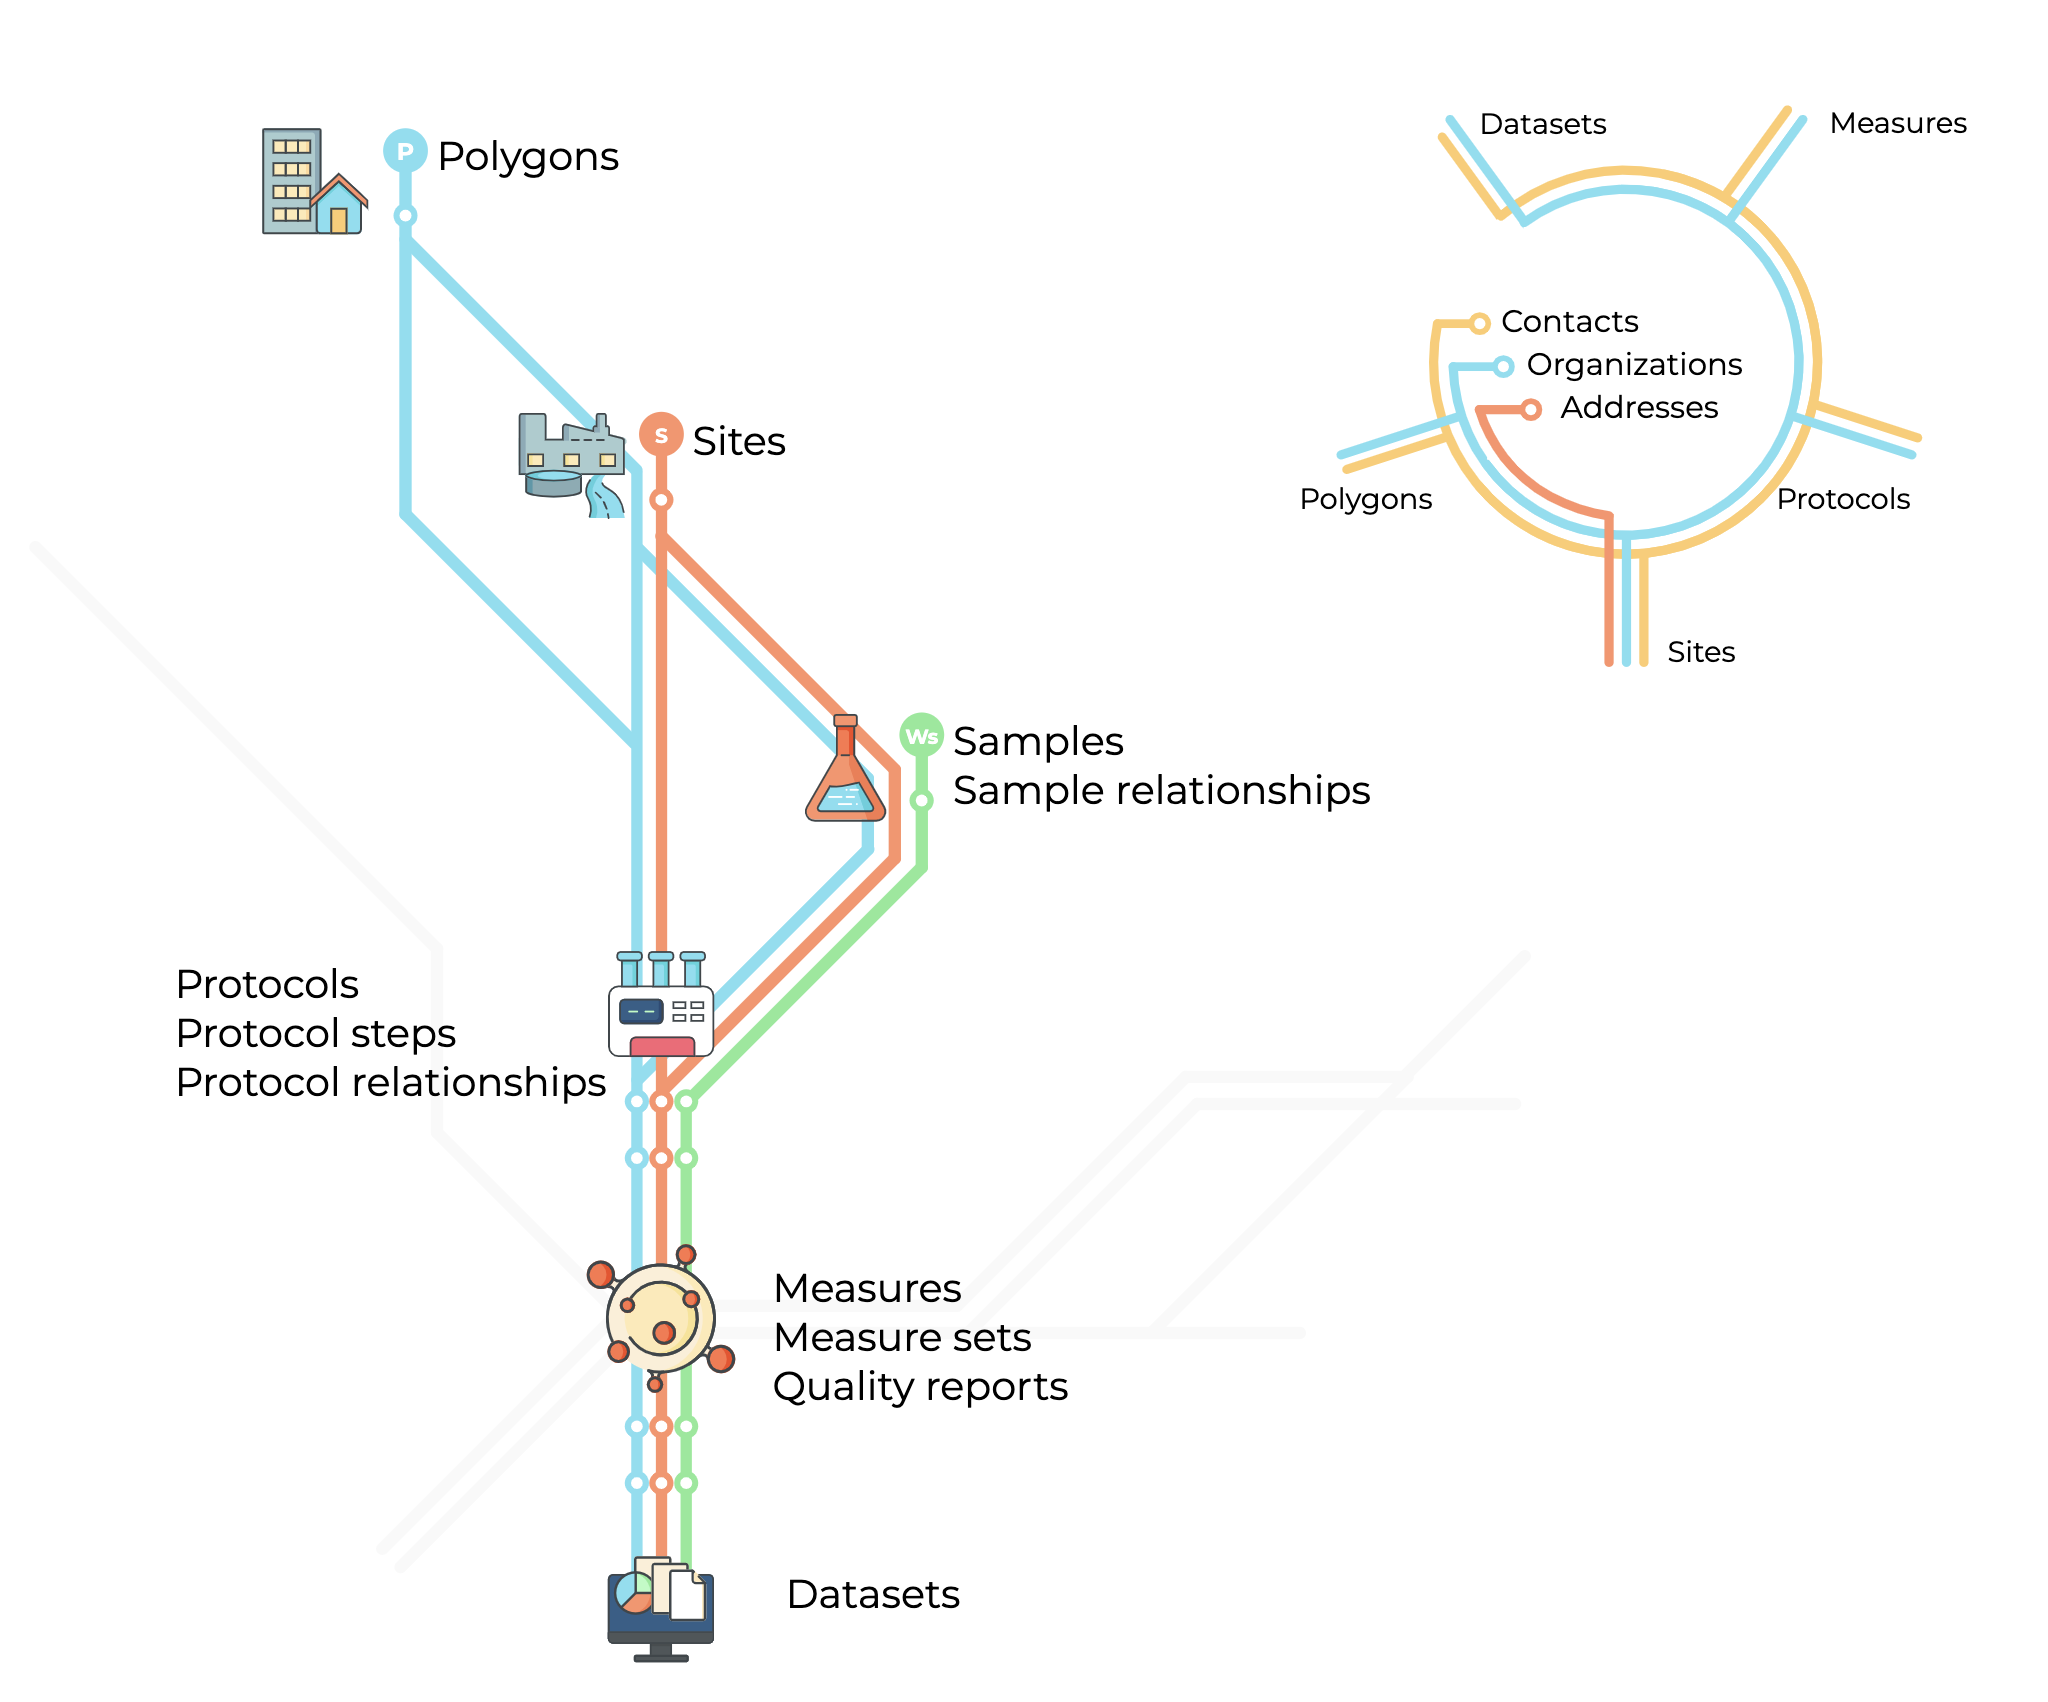 P
Polygons
S
Sites
Ws
Samples
Sample relationships
Protocols
Protocol steps
Protocol relationships
Measures
Measure sets
Quality reports
Datasets
Datasets
Measures
Contacts
Organizations
Addresses
Polygons
Protocols
Sites